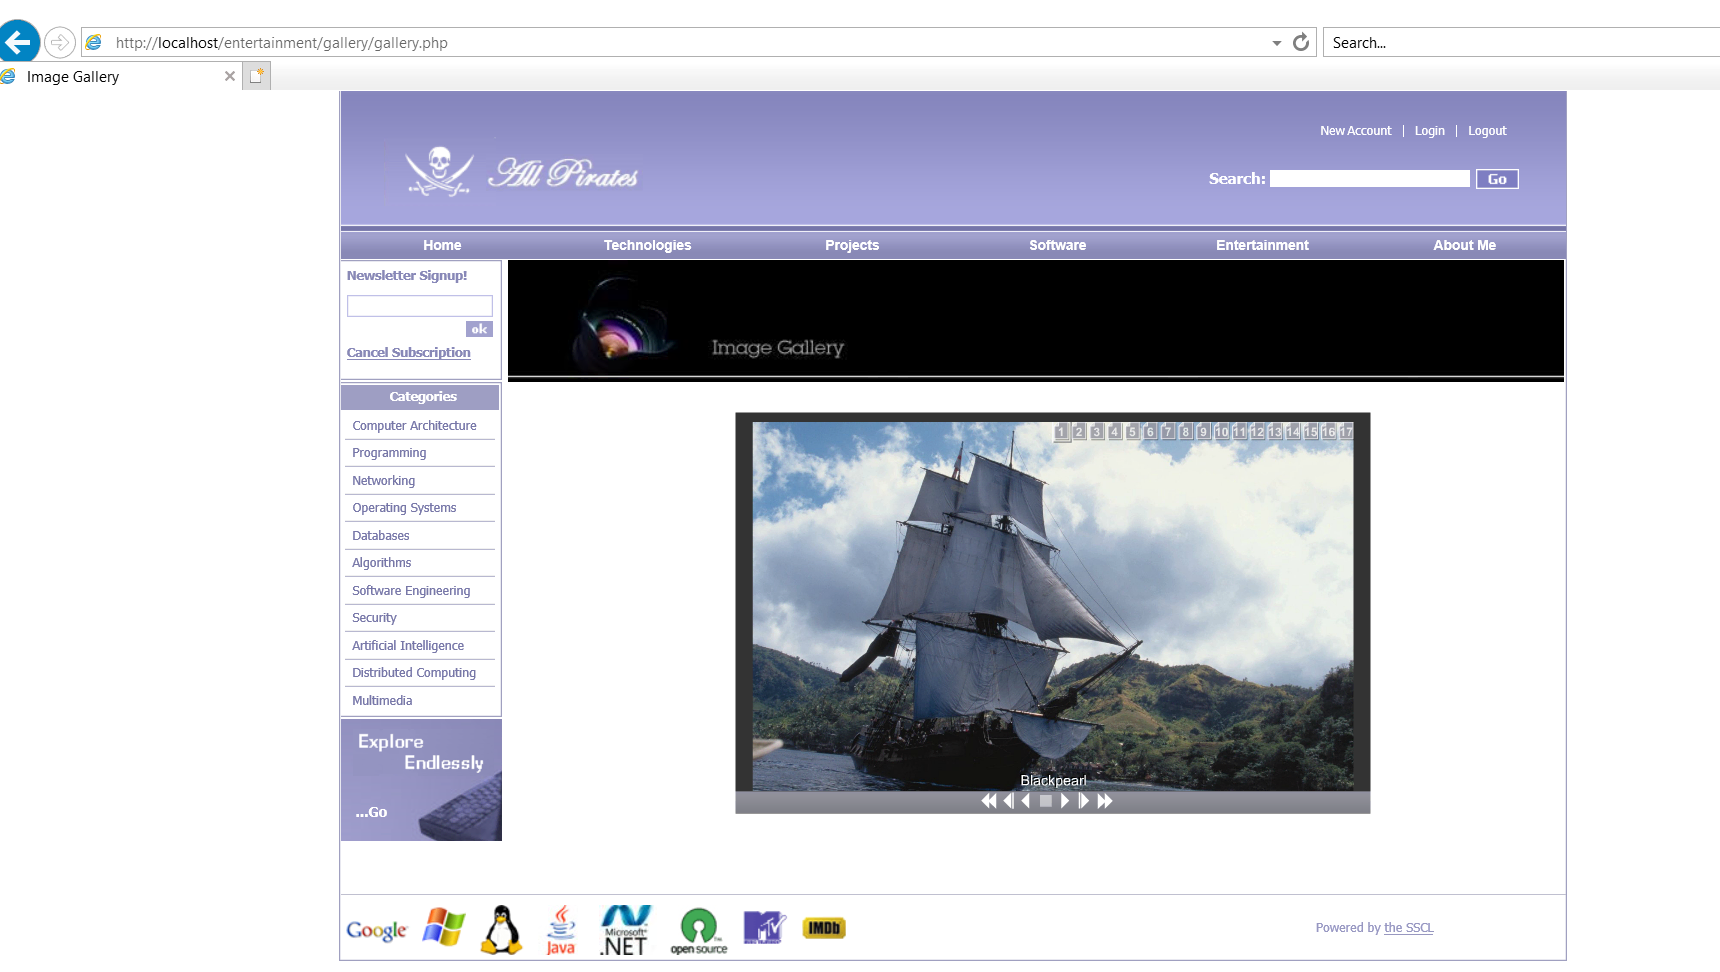 http://localhost/entertainment/gallery/gallery.php
Search...
Image Gallery
New Account | Login | Logout
All Pirates
Search:
Go
Home Technologies Projects Software Entertainment About Me
Newsletter Signup!
ok
Cancel Subscription
Image Gallery
Categories
Computer Architecture
Programming
Networking
Operating Systems
Databases
Algorithms
Software Engineering
Security
Artificial Intelligence
Distributed Computing
Multimedia
1 2 3 4 5 6 7 8 9 10 11 12 13 14 15 16 17
Blackpearl
Explore
Endlessly
...Go
Google
Java
Microsoft
.NET
open source
MTV
IMDb
Powered by the SSCL